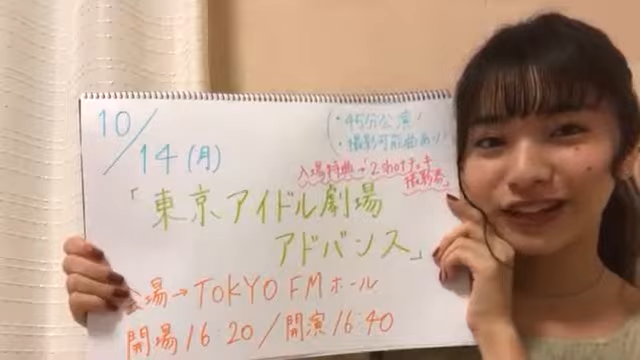 10/14(月)
・45分公演
・撮影可能曲あり
入場特典→2ショットチェキ
撮影券
「東京アイドル劇場
アドバンス」
会場→TOKYO FM ホール
開場16:20/開演16:40